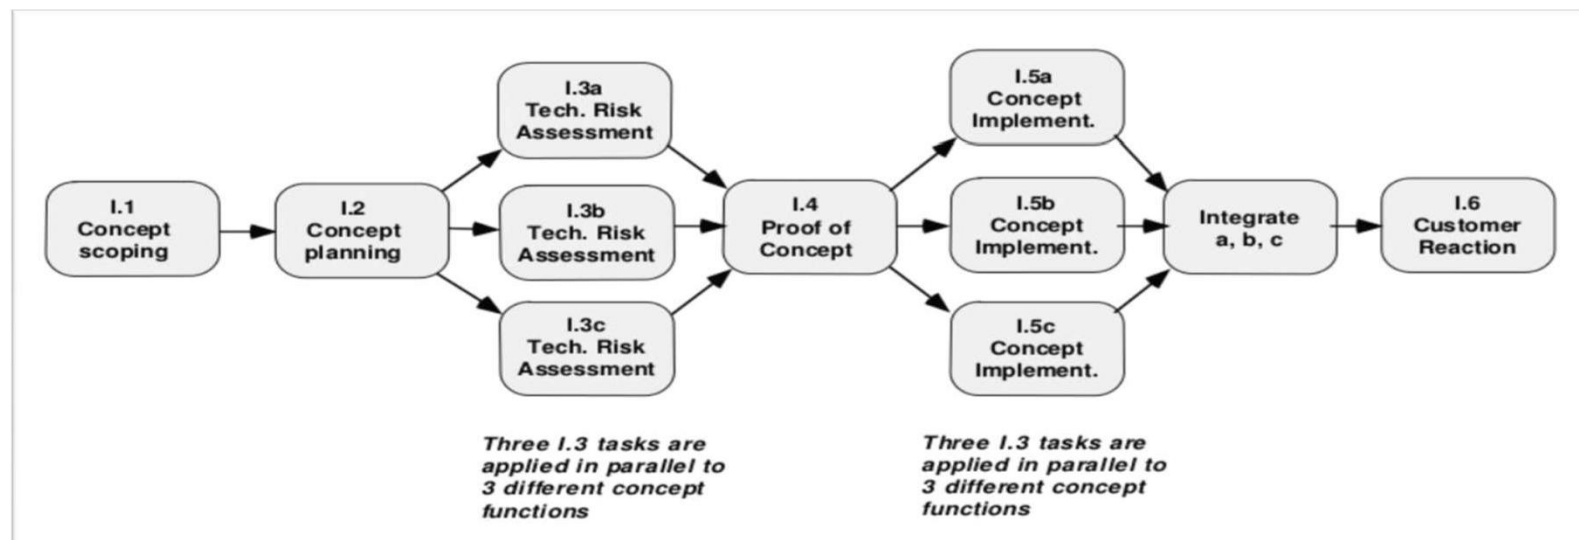 I.1
Concept
scoping
I.2
Concept
planning
I.3a
Tech. Risk
Assessment
I.3b
Tech. Risk
Assessment
I.3c
Tech. Risk
Assessment
Three I.3 tasks are
applied in parallel to
3 different concept
functions
I.4
Proof of
Concept
I.5a
Concept
Implement.
I.5b
Concept
Implement.
I.5c
Concept
Implement.
Three I.3 tasks are
applied in parallel to
3 different concept
functions
Integrate
a, b, c
I.6
Customer
Reaction